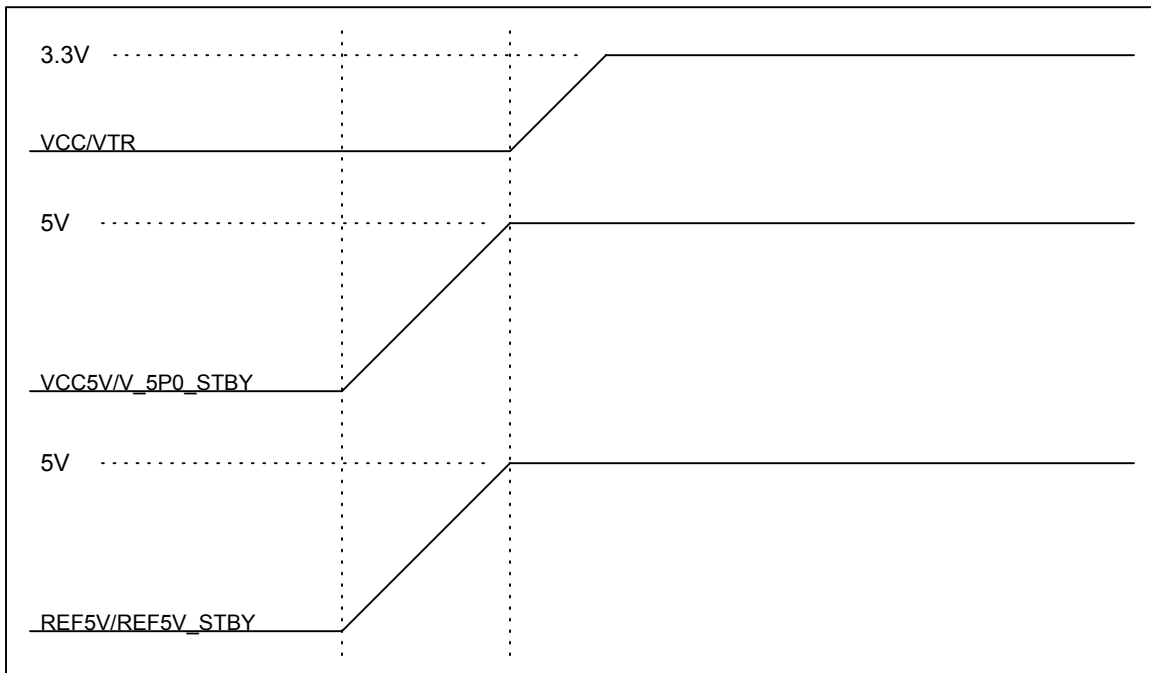 3.3V
VCC/VTR
5V
VCC5V/V_5P0_STBY
5V
REF5V/REF5V_STBY